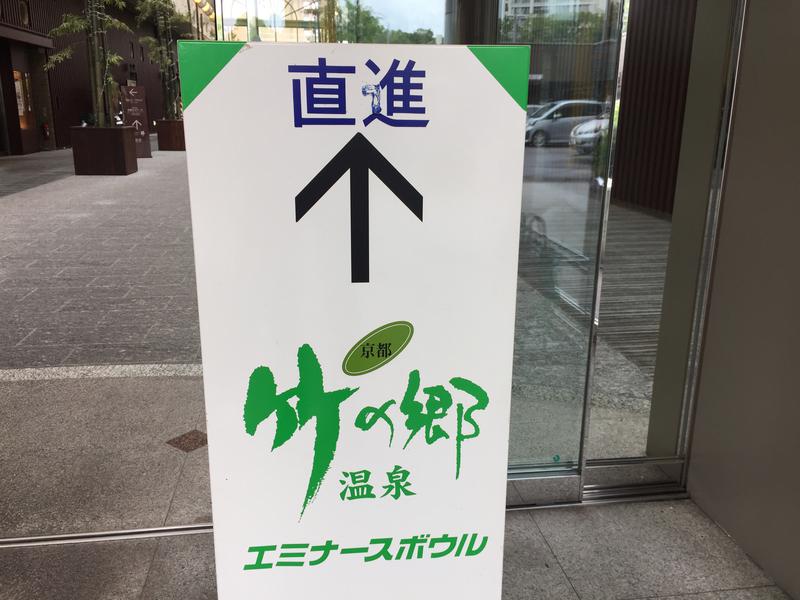 直進
京都
竹の郷
温泉
エミナースボウル